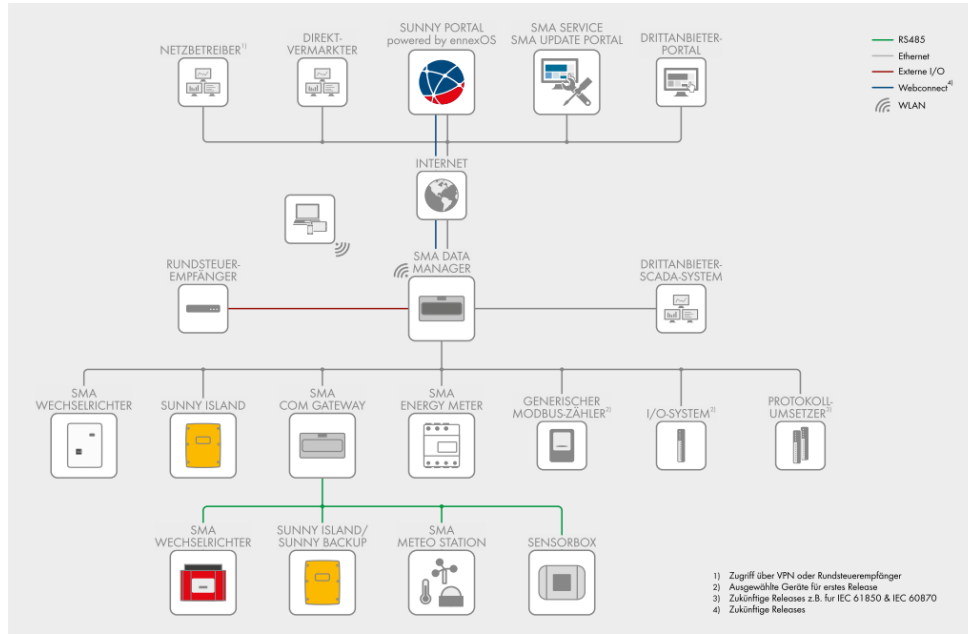 NETZBETREIBER1)
DIREKT-
VERMARKTER
SUNNY PORTAL
powered by ennexOS
SMA SERVICE
SMA UPDATE PORTAL
DRITTANBIETER-
PORTAL
RS485
Ethernet
Externe I/O
Webconnect4)
WLAN
INTERNET
RUNDSTEUER-
EMPFÄNGER
SMA DATA
MANAGER
DRITTANBIETER-
SCADA-SYSTEM
SMA
WECHSELRICHTER
SUNNY ISLAND
SMA
COM GATEWAY
SMA
ENERGY METER
GENERISCHER
MODBUS-ZÄHLER2)
I/O-SYSTEM2)
PROTOKOLL-
UMSETZER3)
SMA
WECHSELRICHTER
SUNNY ISLAND/
SUNNY BACKUP
SMA
METEO STATION
SENSORBOX
1) Zugriff über VPN oder Rundsteuerempfänger
2) Ausgewählte Geräte für erstes Release
3) Zukünftige Releases z.B. fur IEC 61850 & IEC 60870
4) Zukünftige Releases